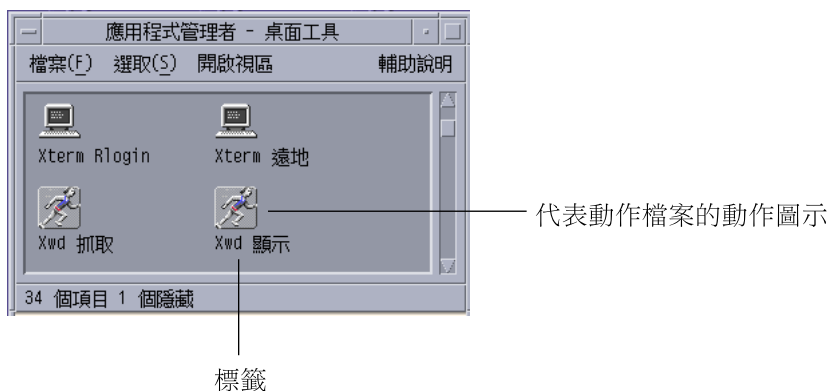 應用程式管理者 - 桌面工具
檔案(F) 選取(S) 開啟視區 輔助說明
Xterm Rlogin Xterm 遠地
Xwd 抓取 Xwd 顯示
代表動作檔案的動作圖示
34 個項目 1 個隱藏
標籤